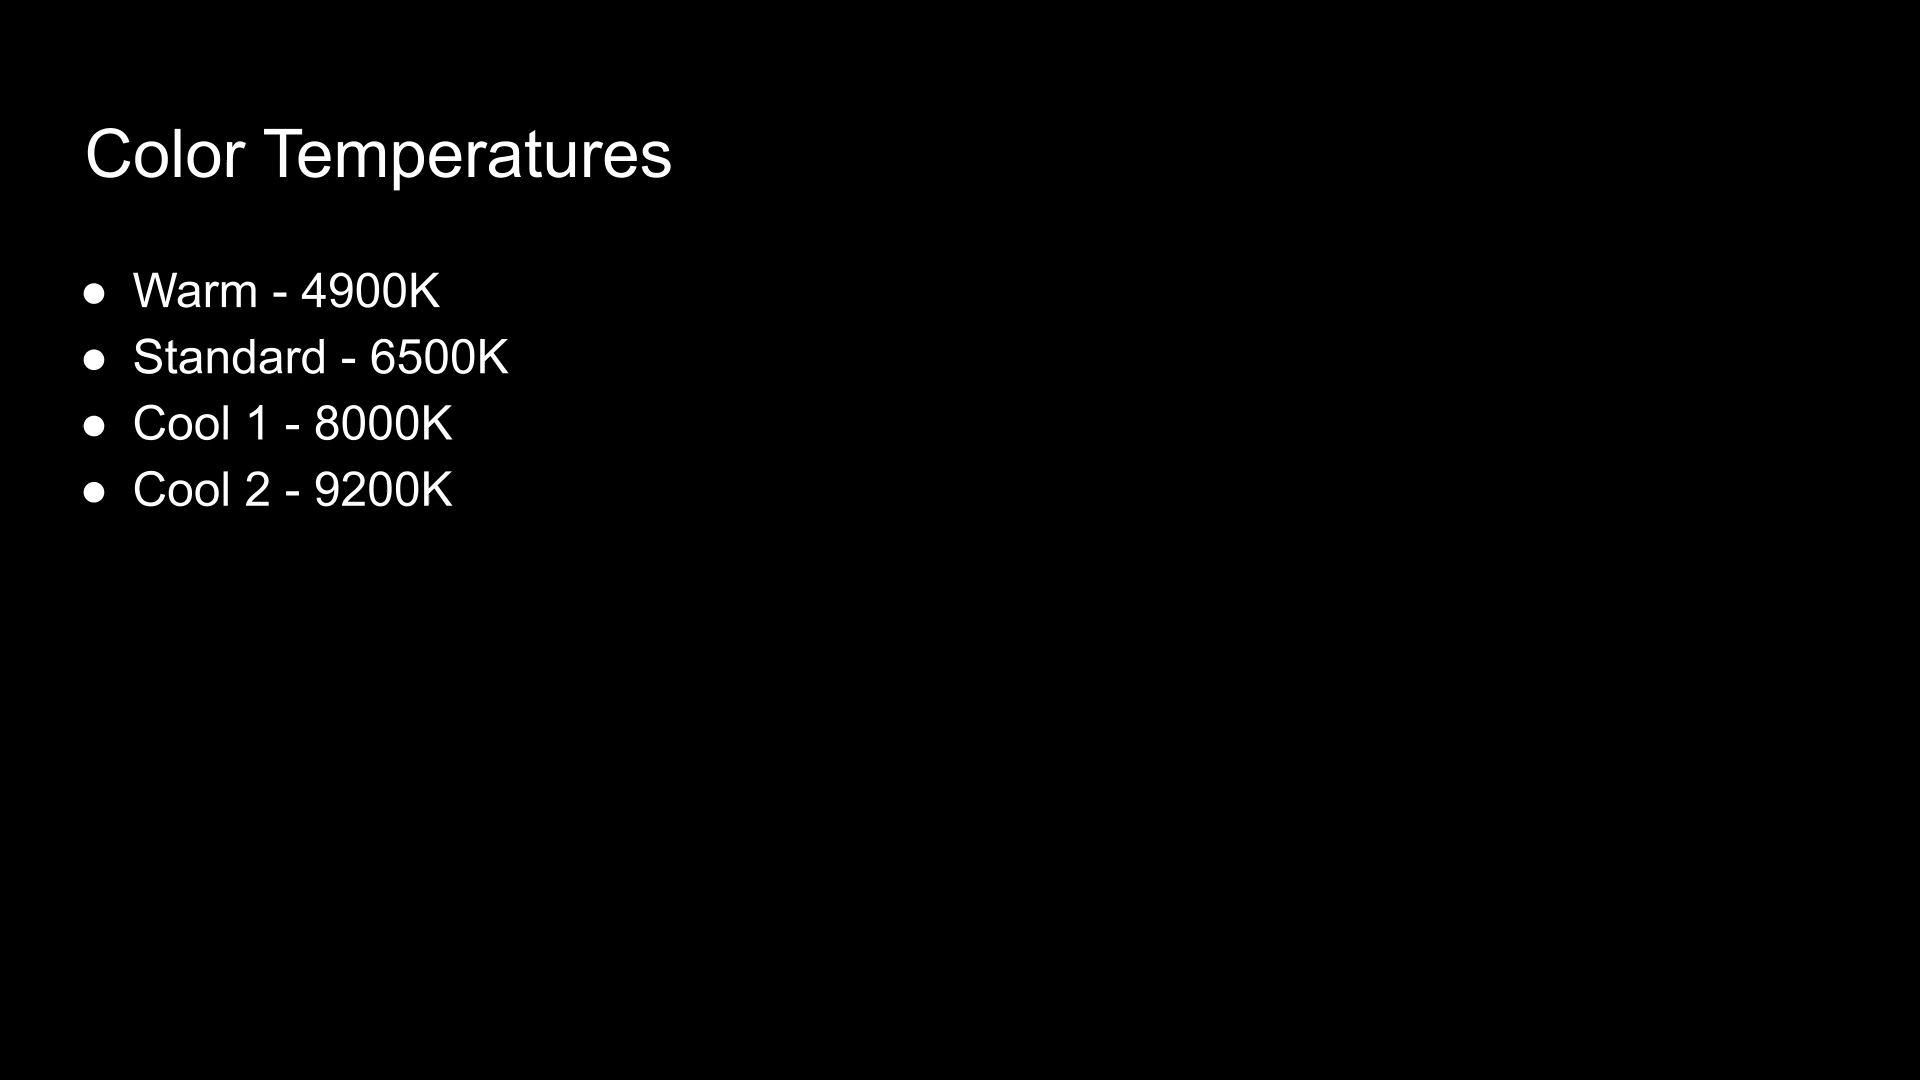 Color Temperatures
● Warm - 4900K
● Standard - 6500K
● Cool 1 - 8000K
● Cool 2 - 9200K